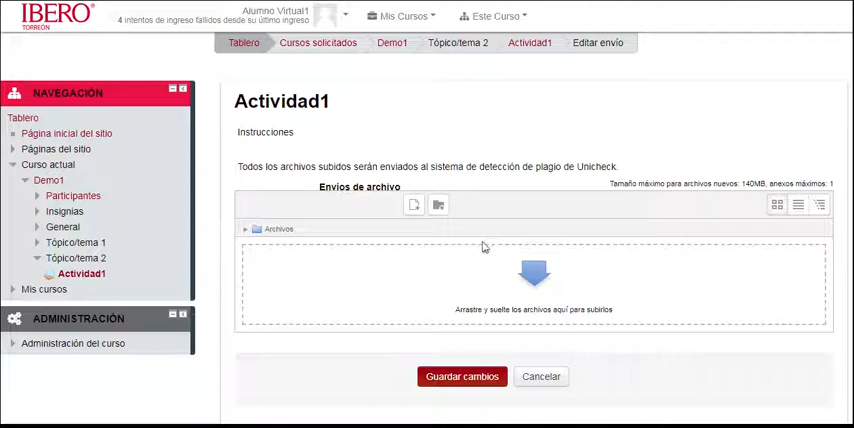 IBERO®
TORREÓN
Alumno Virtual1
4 intentos de ingreso fallidos desde su último ingreso
Mis Cursos
Este Curso
Tablero
Cursos solicitados
Demo1
Tópico/tema 2
Actividad1
Editar envío
NAVEGACIÓN
Tablero
Página inicial del sitio
Páginas del sitio
Curso actual
Demo1
Participantes
Insignias
General
Tópico/tema 1
Tópico/tema 2
Actividad1
Mis cursos
ADMINISTRACIÓN
Administración del curso
Actividad1
Instrucciones
Todos los archivos subidos serán enviados al sistema de detección de plagio de Unicheck.
Envíos de archivo
Tamaño máximo para archivos nuevos: 140MB, anexos máximos: 1
Archivos
Arrastre y suelte los archivos aquí para subirlos
Guardar cambios
Cancelar